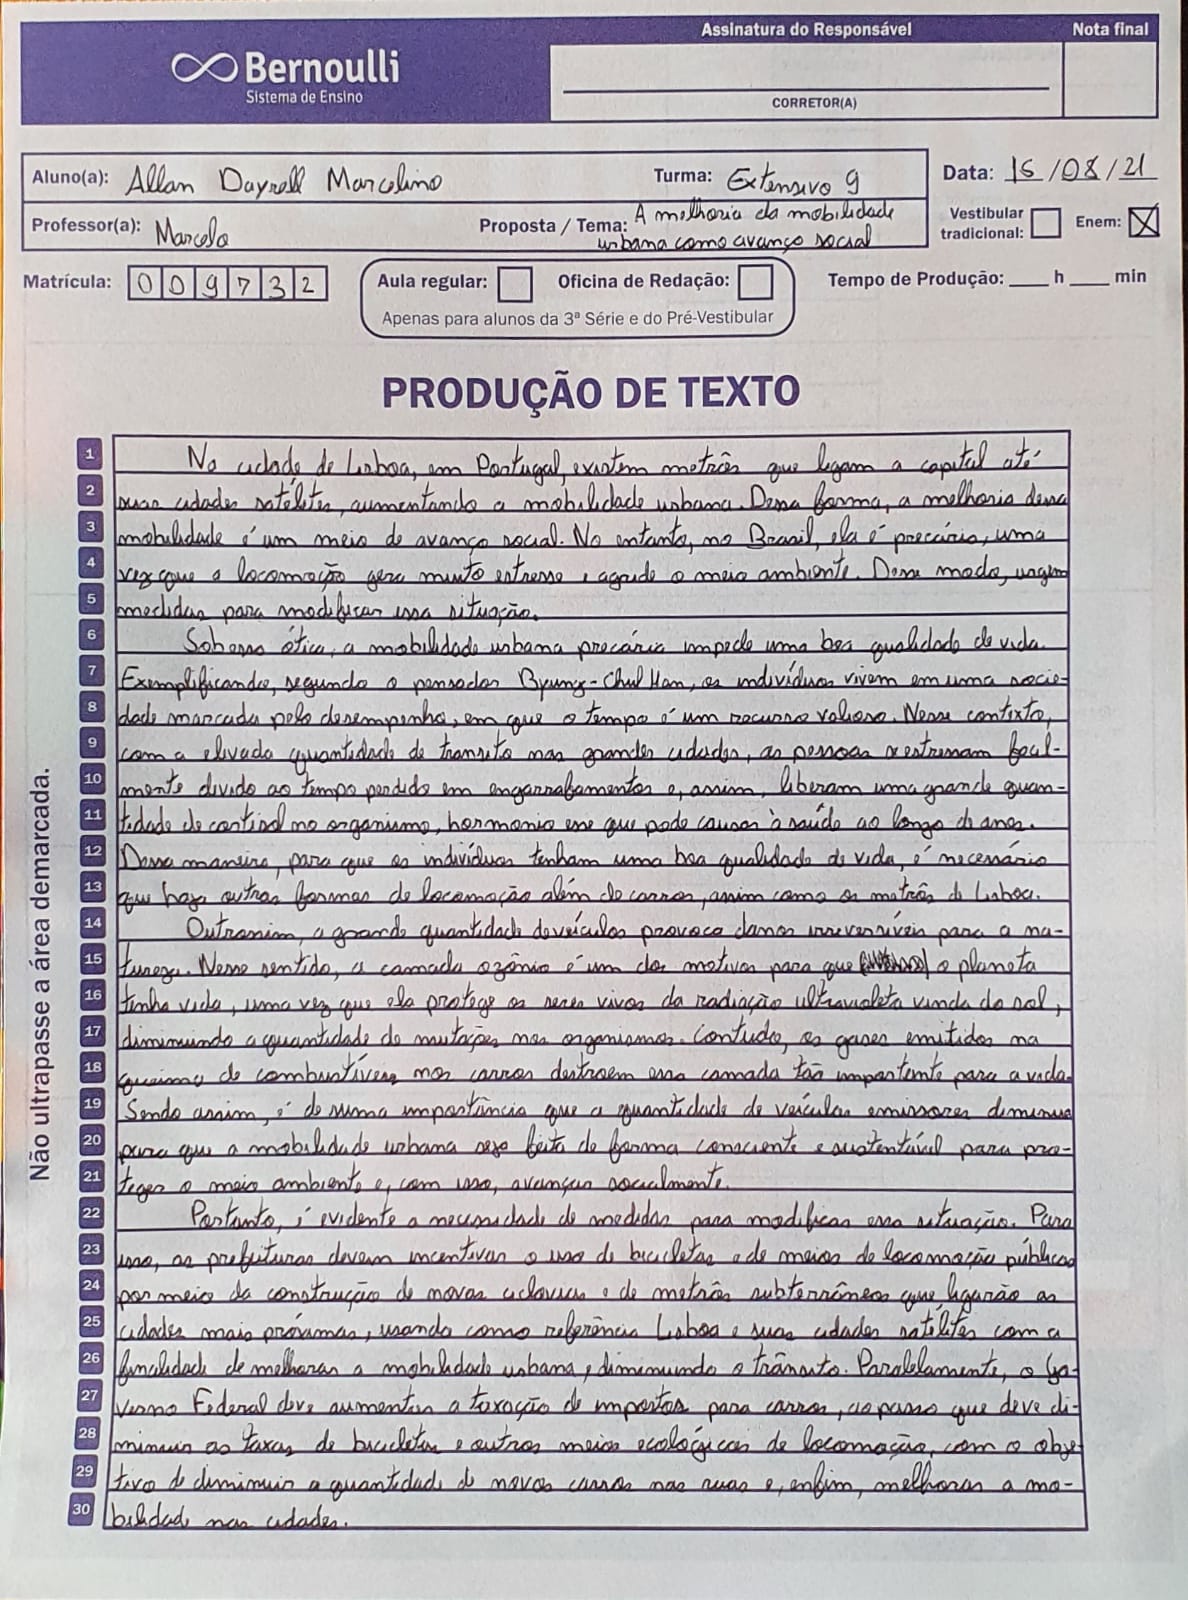 Bernoulli
Sistema de Ensino
Assinatura do Responsável
Nota final
CORRETOR(A)
Aluno(a): Allan Dayrell Marcelino
Turma: Extensivo 9
Data: 15/08/21
Professor(a): Marcelo
Proposta / Tema: A melhoria da mobilidade
urbana como avanço social
Vestibular tradicional:
Enem: X
Matrícula: 009732
Aula regular:
Oficina de Redação:
Apenas para alunos da 3ª Série e do Pré-Vestibular
Tempo de Produção: ____ h ____ min
PRODUÇÃO DE TEXTO
Não ultrapasse a área demarcada.
1 Na cidade de Lisboa, em Portugal, existem metrôs que ligam a capital até
2 suas cidades satélites, aumentando a mobilidade urbana. Dessa forma, a melhoria dessa
3 mobilidade é um meio de avanço social. No entanto, no Brasil, ela é precária, uma
4 vez que a locomoção gera muito estresse e agride o meio ambiente. Desse modo, urgem
5 medidas para modificar essa situação.
6 Sob essa ótica, a mobilidade urbana precária impede uma boa qualidade de vida.
7 Exemplificando, segundo o pensador Byung-Chul Han, os indivíduos vivem em uma socie-
8 dade marcada pelo desempenho, em que o tempo é um recurso valioso. Nesse contexto,
9 com a elevada quantidade de transito nas grandes cidades, as pessoas se estressam facil-
10 mente divido ao tempo perdido em engarrafamentos e, assim, liberam uma grande quan-
11 tidade de cortisol no organismo, hormonio esse que pode causar à saúde ao longo de anos.
12 Dessa maneira, para que os indivíduos tenham uma boa qualidade de vida, é necessário
13 que haja outras formas de locomoção além de carros, assim como os metrôs de Lisboa.
14 Outrossim, a grande quantidade de veículos provoca danos irreversíveis para a na-
15 tureza. Nesse sentido, a camada ozônio é um dos motivos para que o planeta
16 tenha vida, uma vez que ela protege os seres vivos da radiação ultravioleta vinda do sol,
17 diminuindo a quantidade de mutações nos organismos. Contudo, os gases emitidos na
18 queima de combustíveis nos carros destroem essa camada tão importante para a vida.
19 Sendo assim, é de suma importância que a quantidade de veículos emissores diminua
20 para que a mobilidade urbana seja feita de forma consciente e sustentável para pro-
21 teger o meio ambiente e, com isso, avançar socialmente.
22 Portanto, é evidente a necessidade de medidas para modificar essa situação. Para
23 isso, as prefeituras devem incentivar o uso de bicicletas e de meios de locomoção públicos
24 por meio da construção de novas ciclovias e de metrôs subterrâneos que ligarão as
25 cidades mais próximas, usando como referência Lisboa e suas cidades satélites com a
26 finalidade de melhorar a mobilidade urbana, diminuindo o trânsito. Paralelamente, o Go-
27 verno Federal deve aumentar a taxação de impostos para carros, ao passo que deve di-
28 minuir as taxas de bicicletas e outros meios ecológicos de locomoção, com o obje-
29 tivo de diminuir a quantidade de novos carros nas ruas e, enfim, melhorar a mo-
30 bilidade nas cidades.